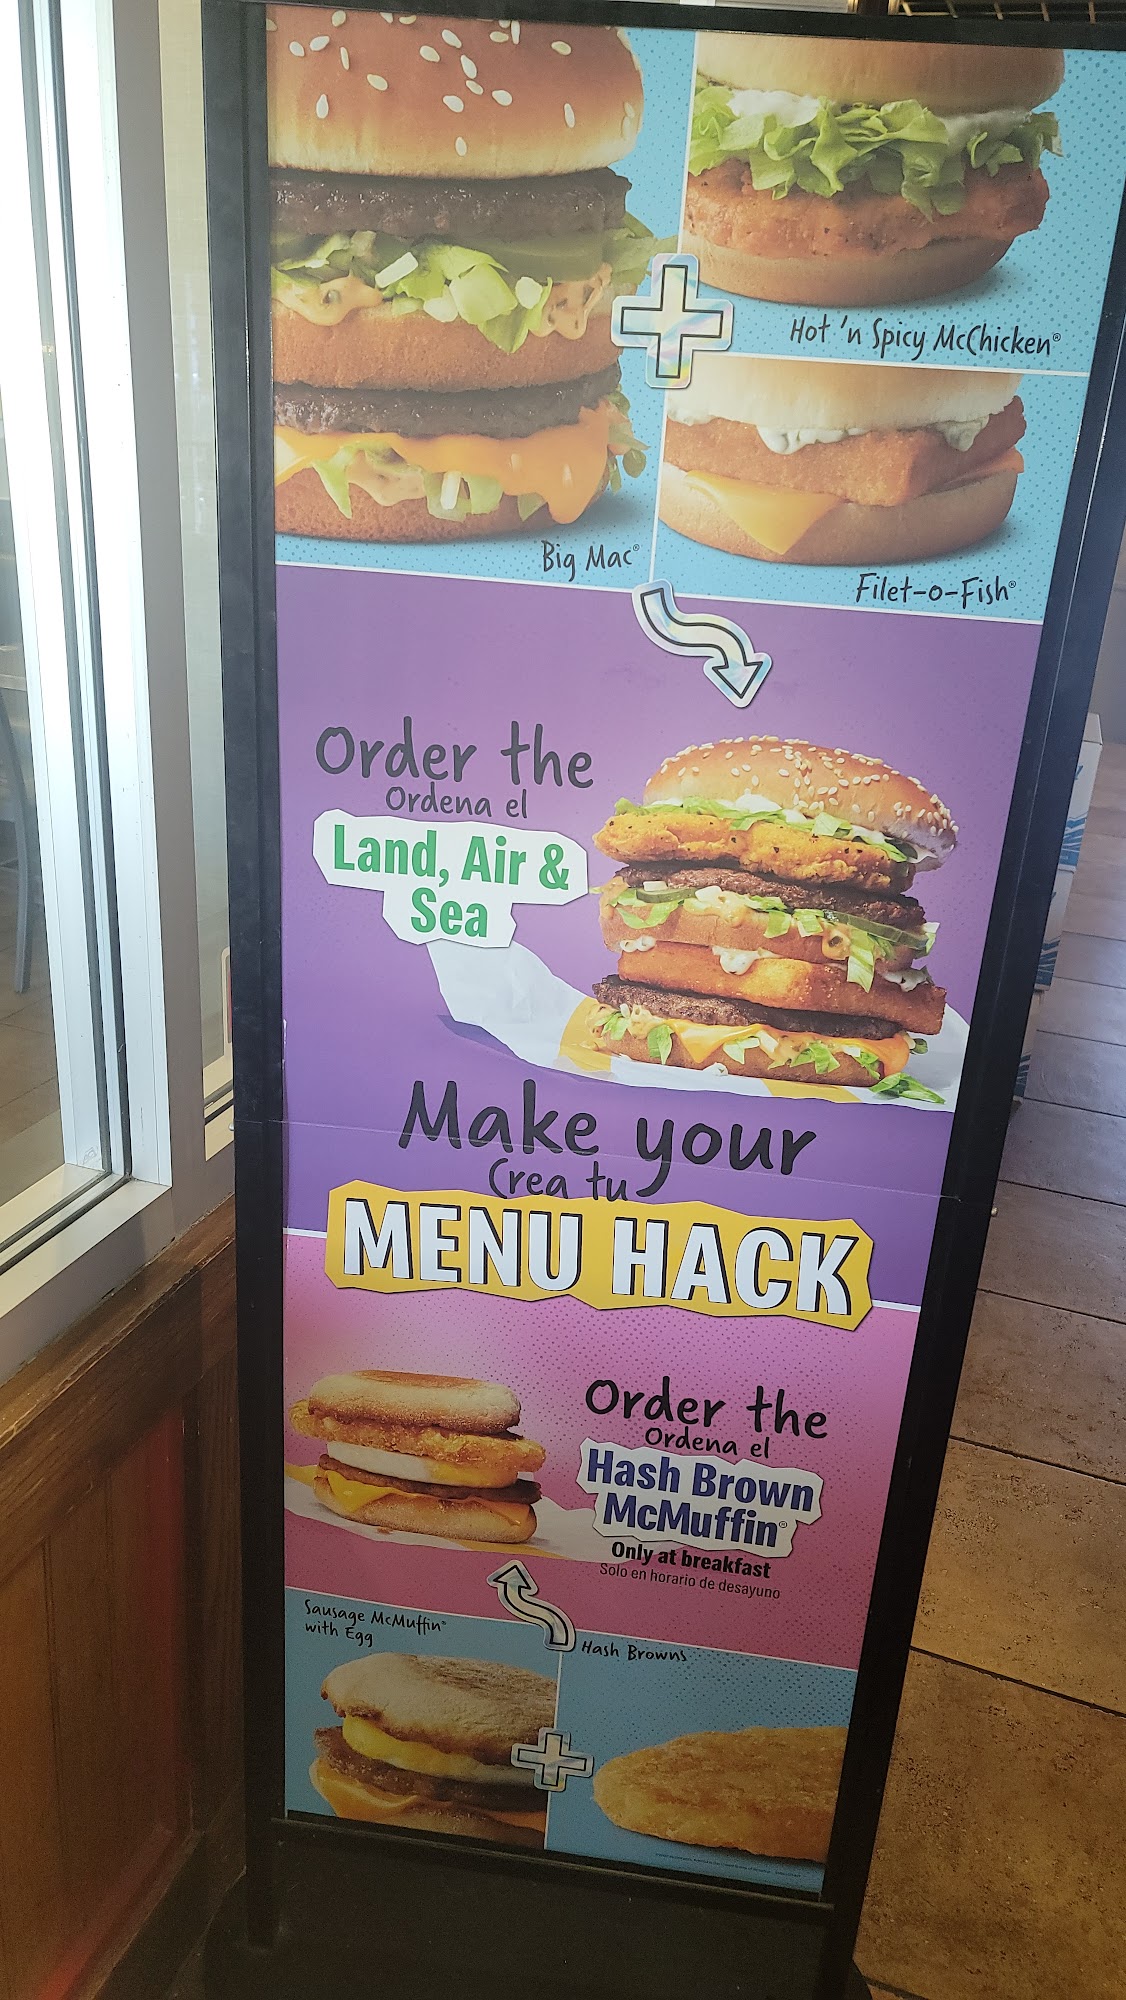 Hot 'n Spicy McChicken®
Big Mac®
Filet-o-Fish®
Order the
Ordena el
Land, Air &
Sea
Make your
Crea tu
MENU HACK
Order the
Ordena el
Hash Brown
McMuffin®
Only at breakfast
Solo en horario de desayuno
Sausage McMuffin®
with Egg
Hash Browns